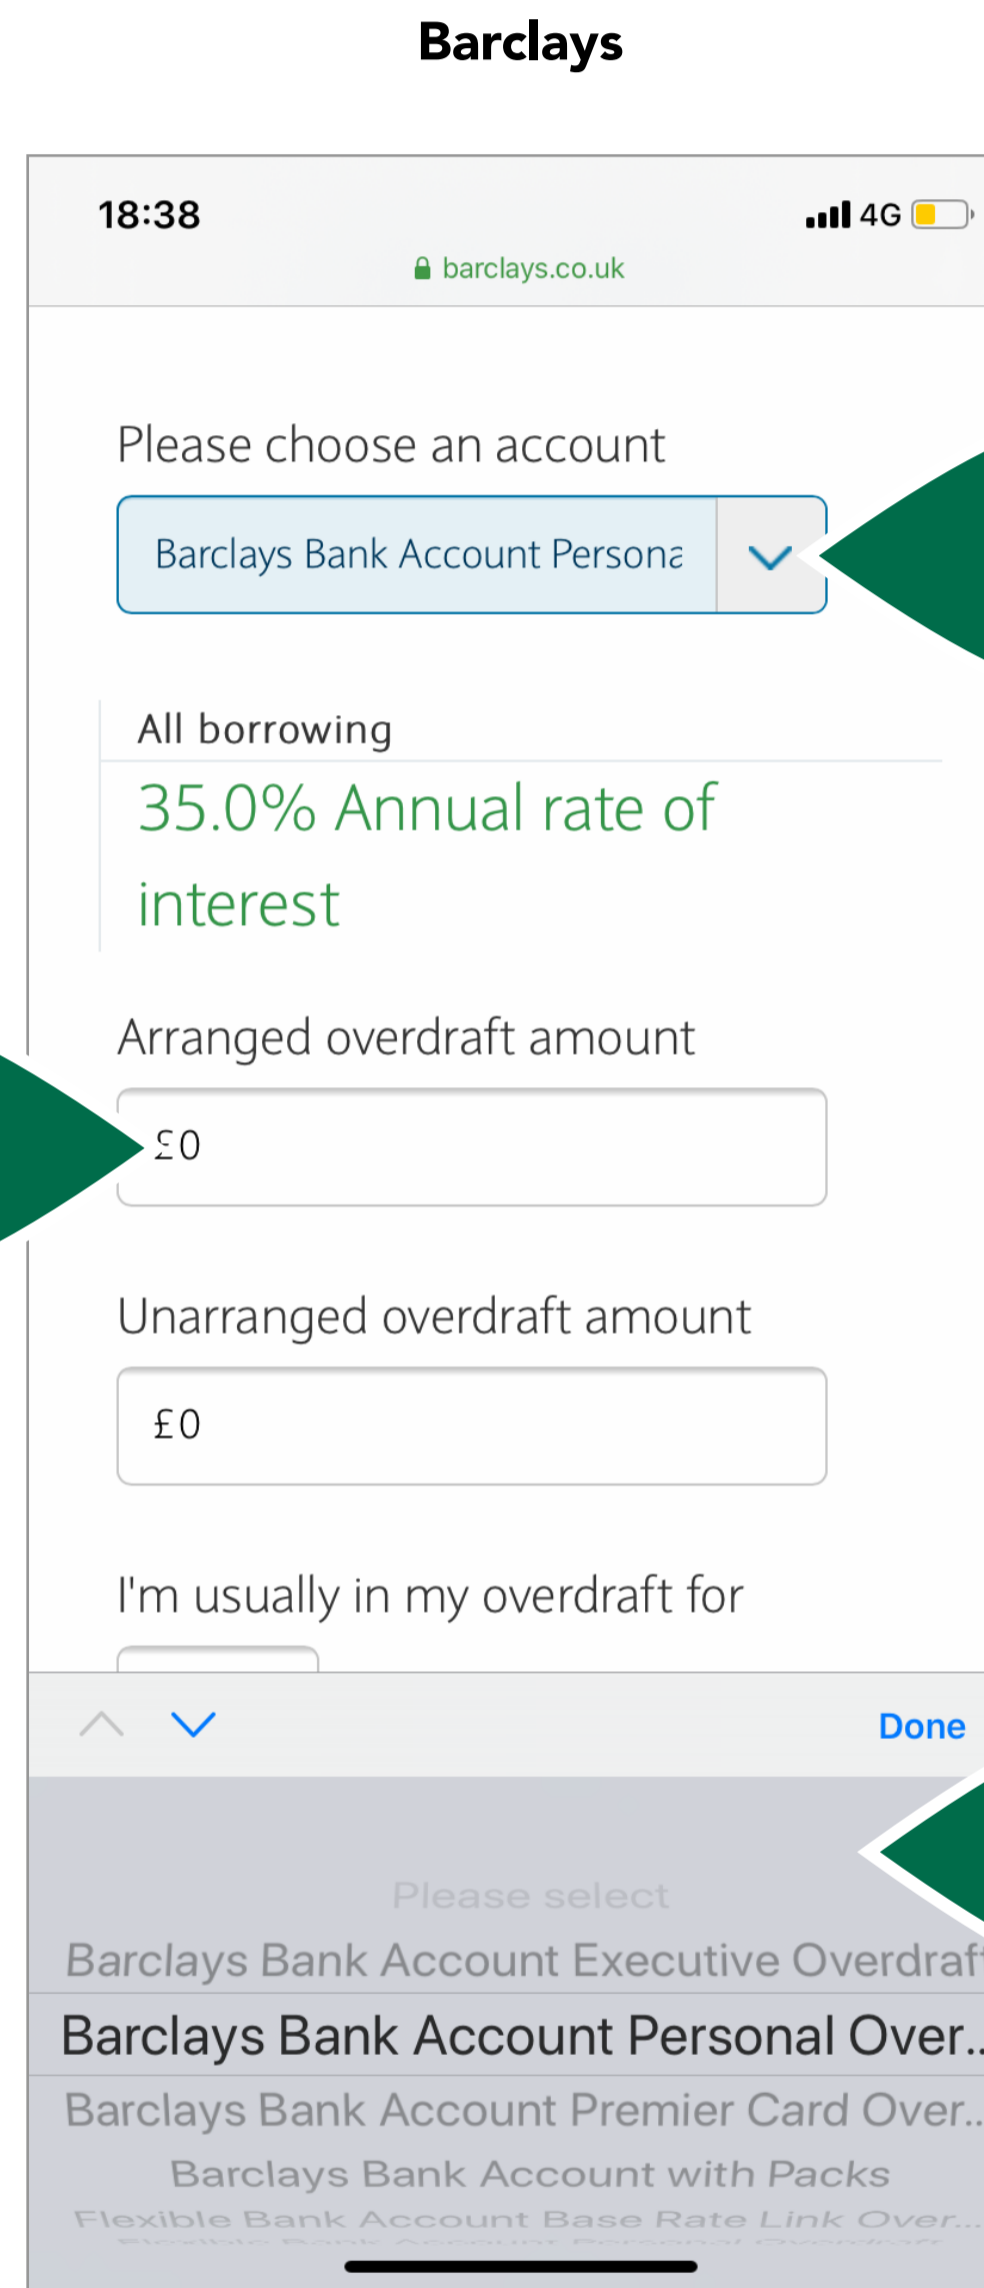 Barclays
18:38
4G
barclays.co.uk
Please choose an account
Barclays Bank Account Persona
All borrowing
35.0% Annual rate of
interest
Arranged overdraft amount
£0
Unarranged overdraft amount
£0
I'm usually in my overdraft for
Done
Please select
Barclays Bank Account Executive Overdraft
Barclays Bank Account Personal Over...
Barclays Bank Account Premier Card Over...
Barclays Bank Account with Packs
Flexible Bank Account Base Rate Link Over...